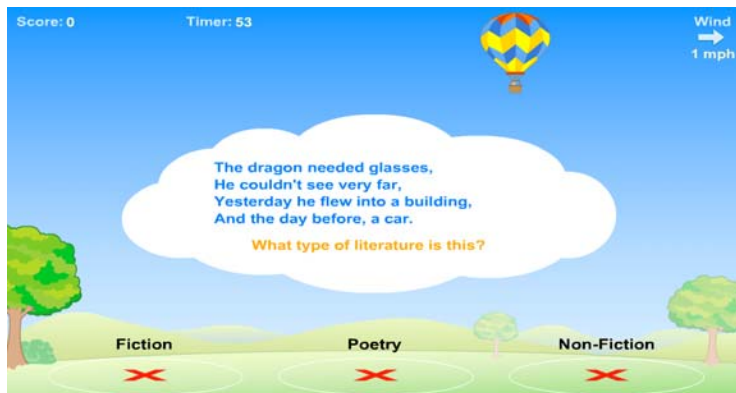 Score: 0
Timer: 53
Wind
1 mph
The dragon needed glasses,
He couldn't see very far,
Yesterday he flew into a building,
And the day before, a car.
What type of literature is this?
Fiction
Poetry
Non-Fiction